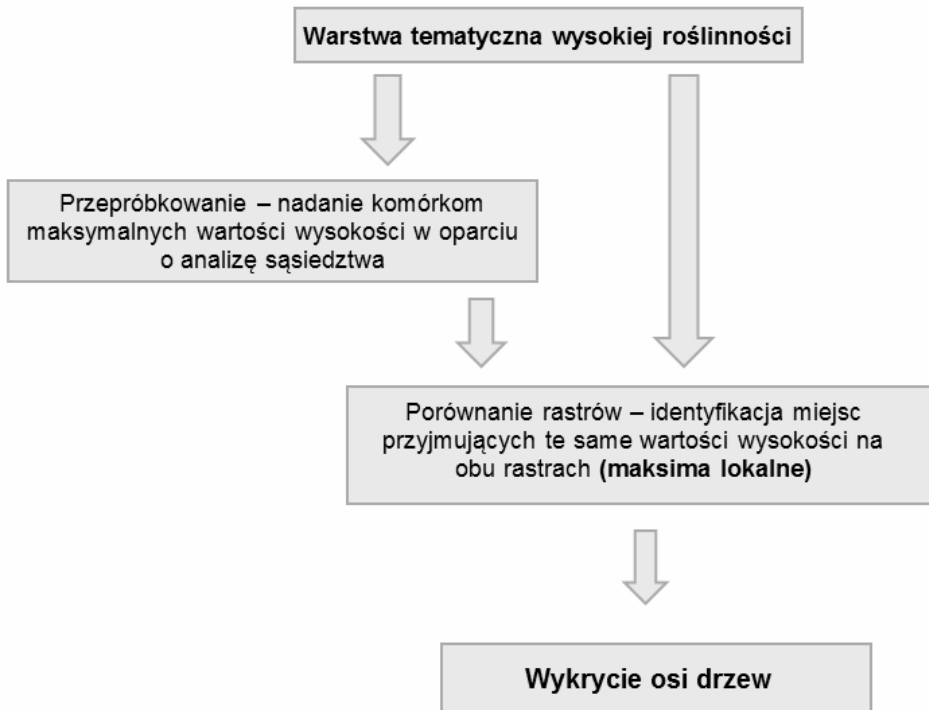 Warstwa tematyczna wysokiej roślinności
Przepróbkowanie – nadanie komórkom
maksymalnych wartości wysokości w oparciu
o analizę sąsiedztwa
Porównanie rastrów – identyfikacja miejsc
przyjmujących te same wartości wysokości na
obu rastrach (maksima lokalne)
Wykrycie osi drzew